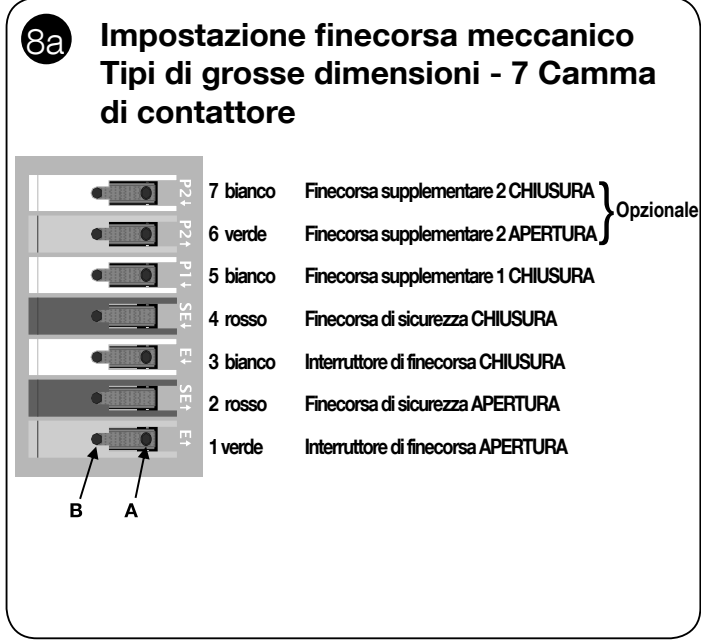 8a
Impostazione finecorsa meccanico
Tipi di grosse dimensioni - 7 Camma
di contattore
P2↓ 7 bianco Finecorsa supplementare 2 CHIUSURA
Opzionale
P2↑ 6 verde Finecorsa supplementare 2 APERTURA
P1↓ 5 bianco Finecorsa supplementare 1 CHIUSURA
SE↓ 4 rosso Finecorsa di sicurezza CHIUSURA
E↓ 3 bianco Interruttore di finecorsa CHIUSURA
SE↑ 2 rosso Finecorsa di sicurezza APERTURA
E↑ 1 verde Interruttore di finecorsa APERTURA
B A